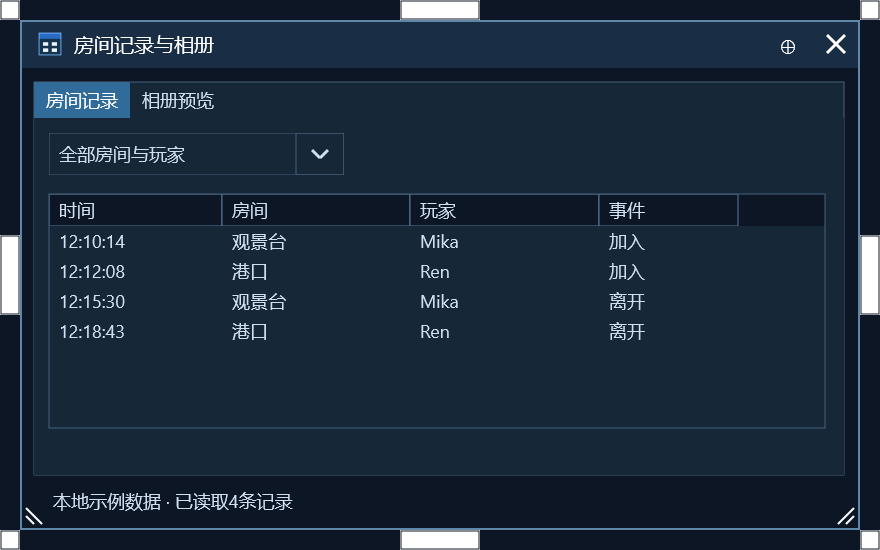 房间记录与相册
房间记录 相册预览
全部房间与玩家
时间 房间 玩家 事件
12:10:14 观景台 Mika 加入
12:12:08 港口 Ren 加入
12:15:30 观景台 Mika 离开
12:18:43 港口 Ren 离开
本地示例数据 · 已读取4条记录